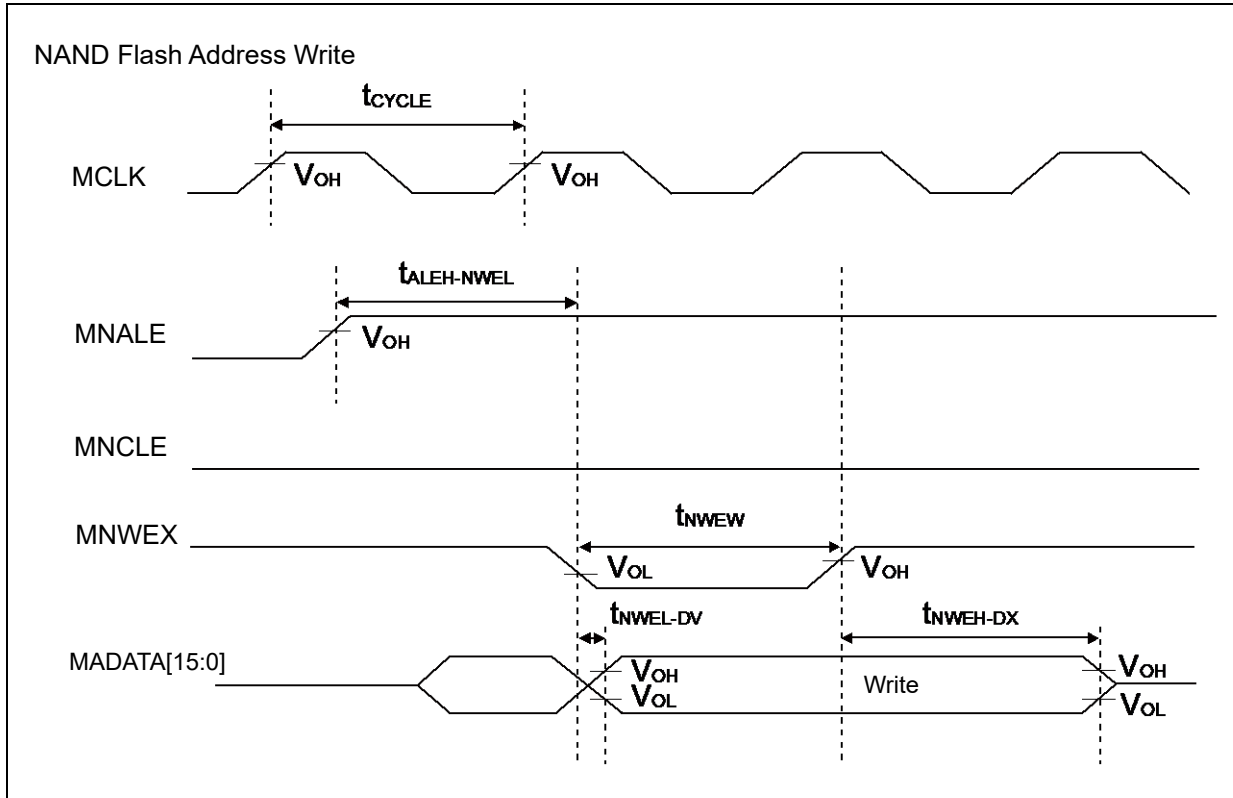 NAND Flash Address Write
tCYCLE
MCLK
VOH
VOH
tALEH-NWEL
MNALE
VOH
MNCLE
tNWEW
MNWEX
VOL
VOH
tNWEL-DV
tNWEH-DX
MADATA[15:0]
VOH
VOL
Write
VOH
VOL